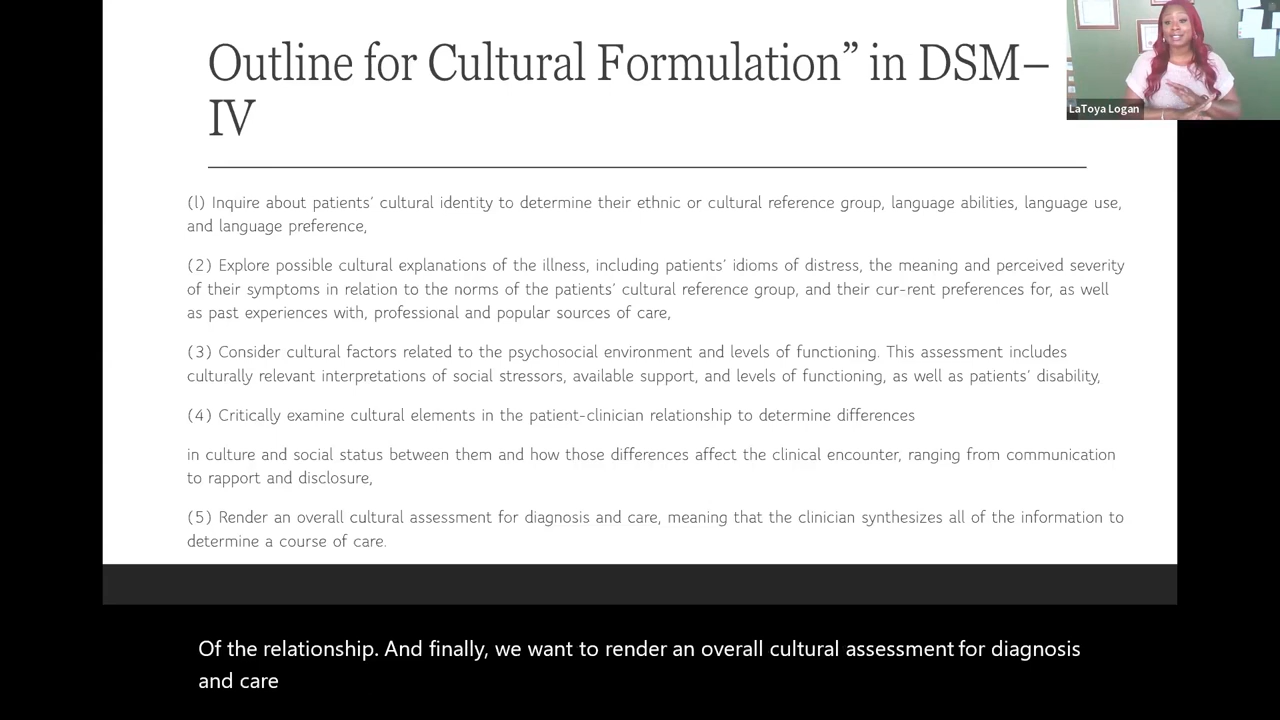 Outline for Cultural Formulation” in DSM–
IV
LaToya Logan
(l) Inquire about patients’ cultural identity to determine their ethnic or cultural reference group, language abilities, language use,
and language preference,
(2) Explore possible cultural explanations of the illness, including patients’ idioms of distress, the meaning and perceived severity
of their symptoms in relation to the norms of the patients’ cultural reference group, and their cur-rent preferences for, as well
as past experiences with, professional and popular sources of care,
(3) Consider cultural factors related to the psychosocial environment and levels of functioning. This assessment includes
culturally relevant interpretations of social stressors, available support, and levels of functioning, as well as patients’ disability,
(4) Critically examine cultural elements in the patient-clinician relationship to determine differences
in culture and social status between them and how those differences affect the clinical encounter, ranging from communication
to rapport and disclosure,
(5) Render an overall cultural assessment for diagnosis and care, meaning that the clinician synthesizes all of the information to
determine a course of care.
Of the relationship. And finally, we want to render an overall cultural assessment for diagnosis
and care